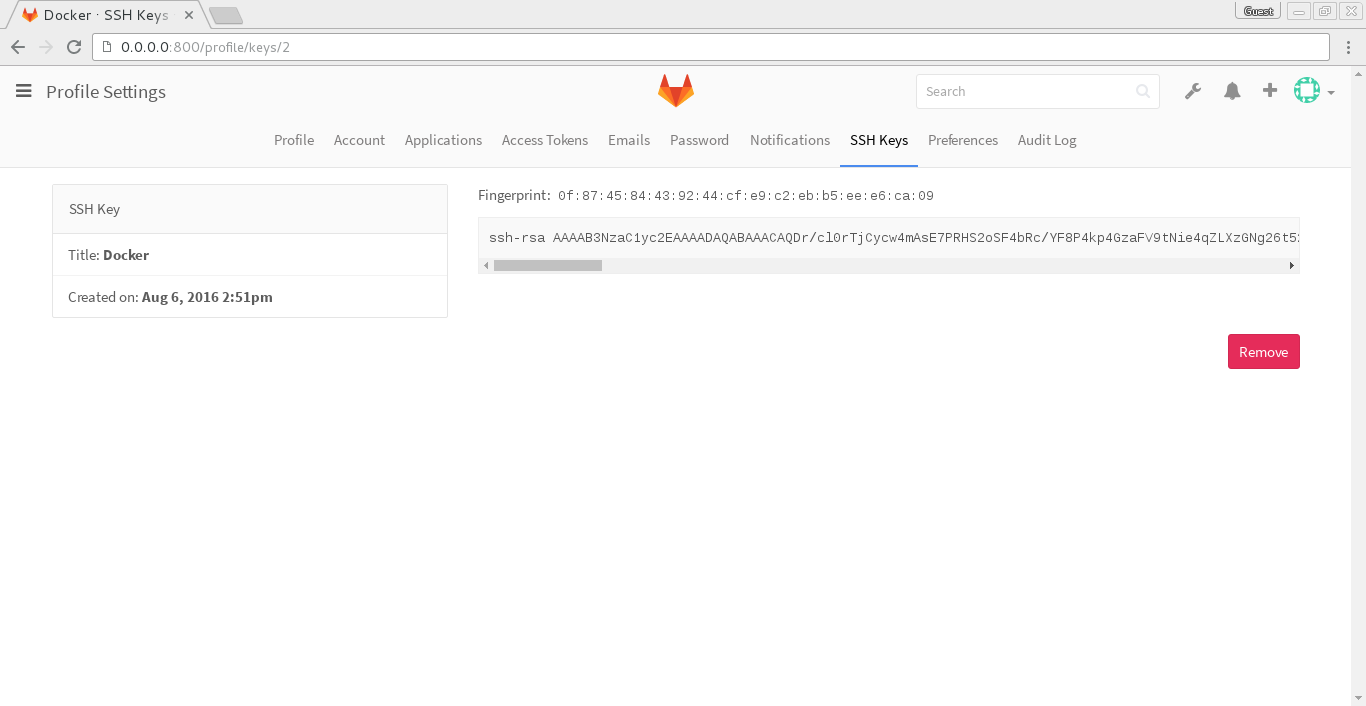 Docker · SSH Keys
Guest
0.0.0.0:800/profile/keys/2
Profile Settings
Search
Profile Account Applications Access Tokens Emails Password Notifications SSH Keys Preferences Audit Log
SSH Key
Title: Docker
Created on: Aug 6, 2016 2:51pm
Fingerprint: 0f:87:45:84:43:92:44:cf:e9:c2:eb:b5:ee:e6:ca:09
ssh-rsa AAAAB3NzaC1yc2EAAAADAQABAAACAQDr/cl0rTjCycw4mAsE7PRHS2oSF4bRc/YF8P4kp4GzaFV9tNie4qZLXzGNg26t52
Remove